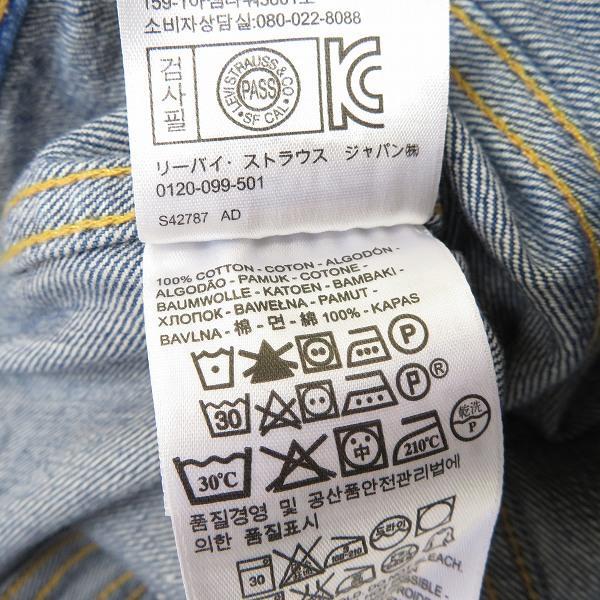 소비자상담실:080-022-8088
검
사
필
LEVI STRAUSS & CO
PASS
SF CAL.
KC
リーバイ・ストラウス ジャパン㈱
0120-099-501
S42787 AD
100% COTTON - COTON - ALGODÓN -
ALGODÃO - PAMUK - COTONE -
BAUMWOLLE - KATOEN - BAMBAKI -
ХЛОПОК - BAWEŁNA - PAMUT -
BAVLNA - 棉 - 면 - 綿 100% - KAPAS
P
30 P ®
30°C 中 210°C 乾洗 P
품질경영 및 공산품안전관리법에
의한 품질표시
30 드라이